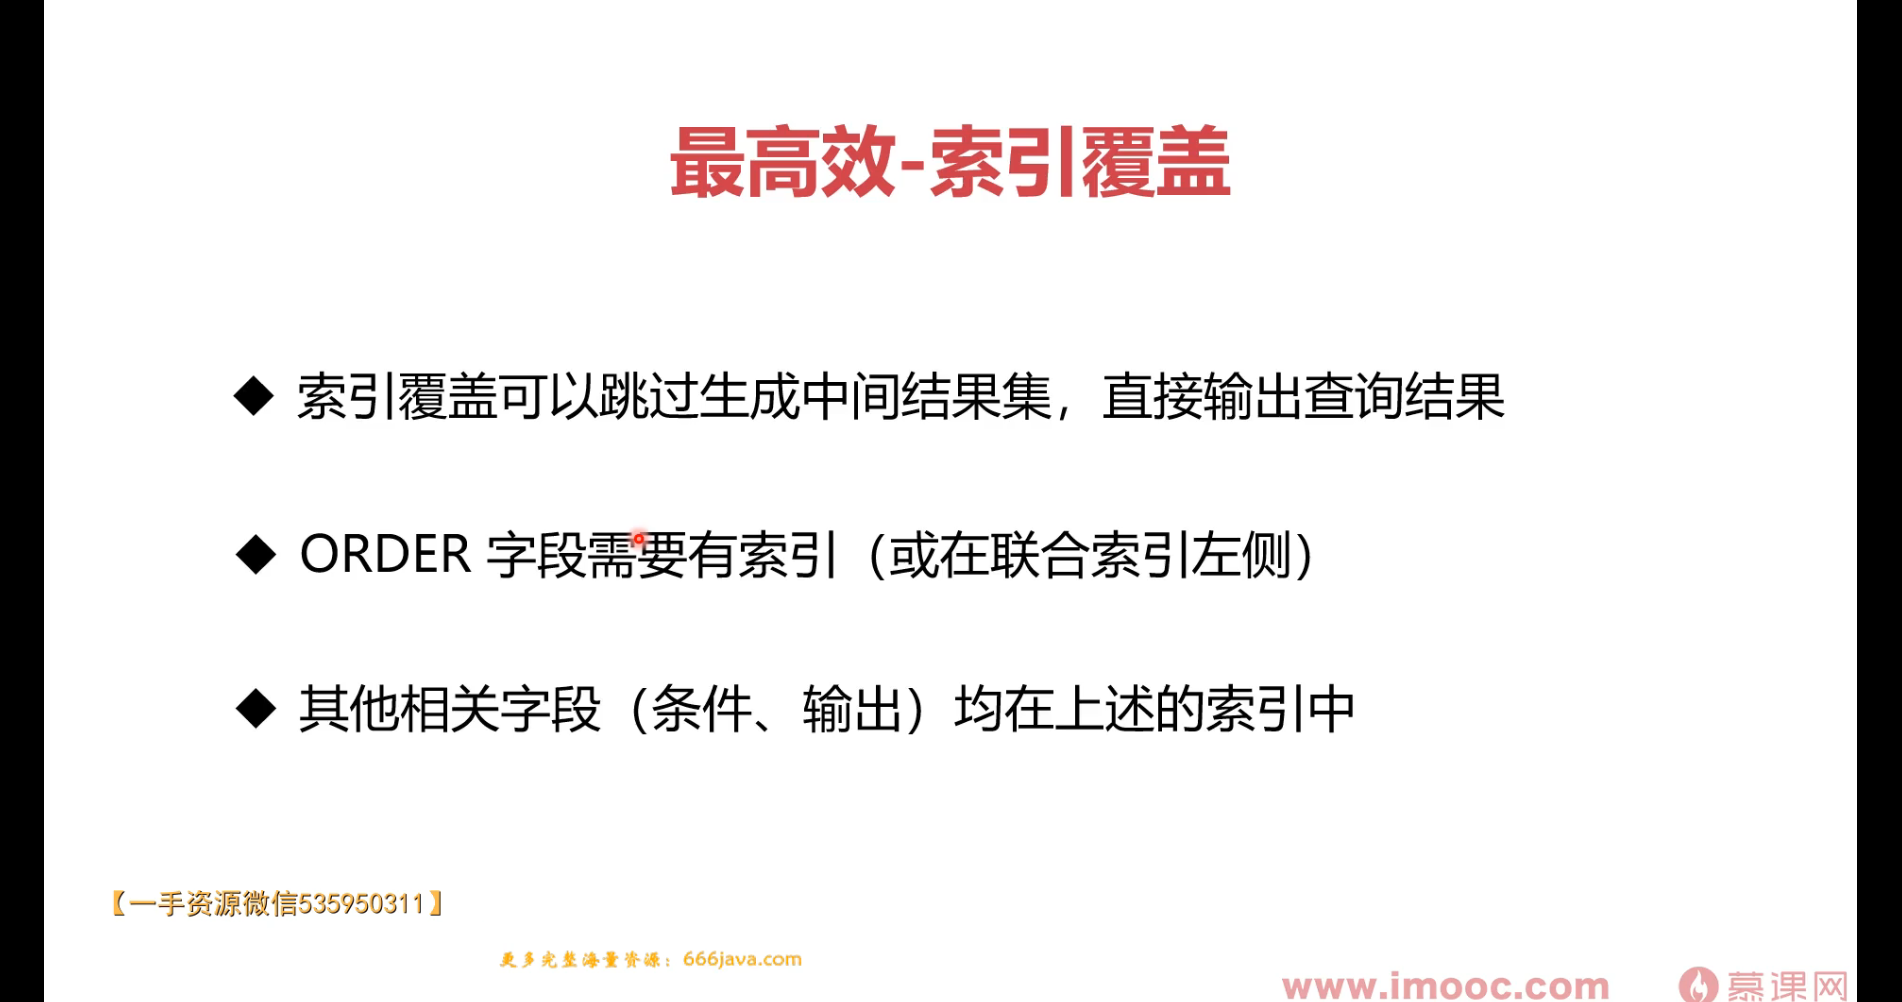 最高效-索引覆盖
◆ 索引覆盖可以跳过生成中间结果集，直接输出查询结果
◆ ORDER 字段需要有索引（或在联合索引左侧）
◆ 其他相关字段（条件、输出）均在上述的索引中
【一手资源微信535950311】
更多完整海量资源：666java.com
www.imooc.com 慕课网